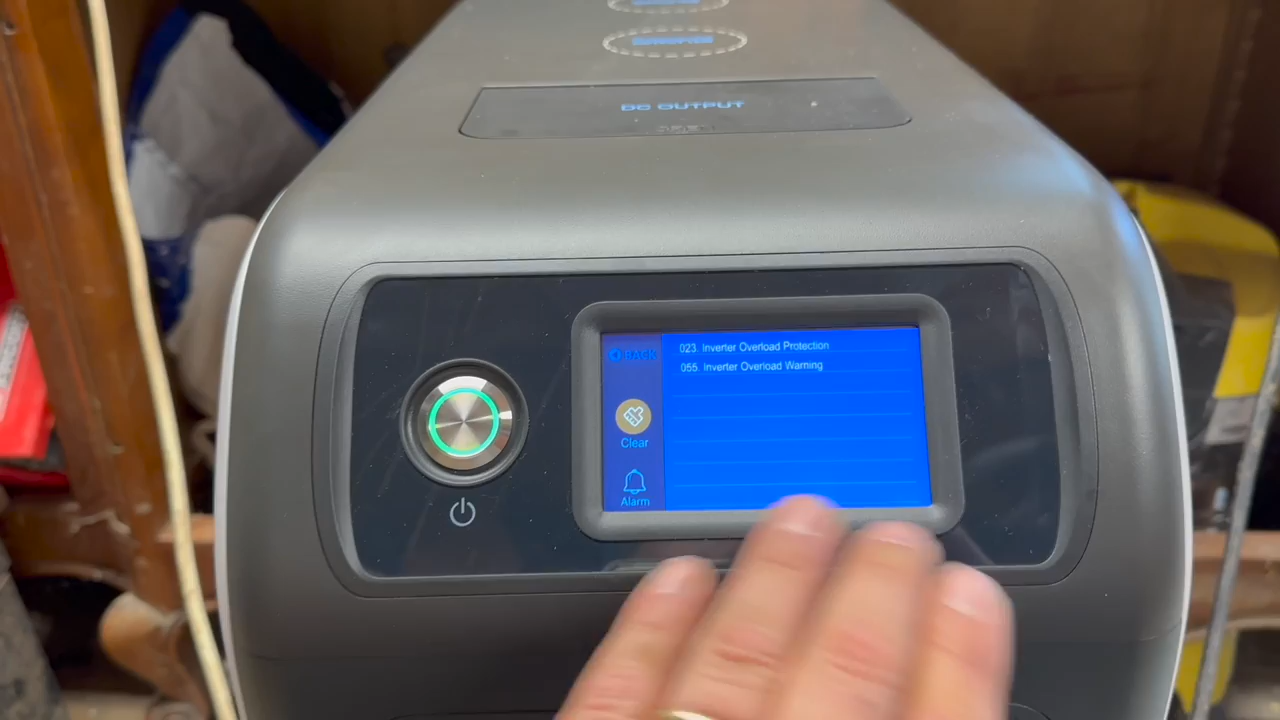 DC OUTPUT
BACK
023. Inverter Overload Protection
055. Inverter Overload Warning
Clear
Alarm